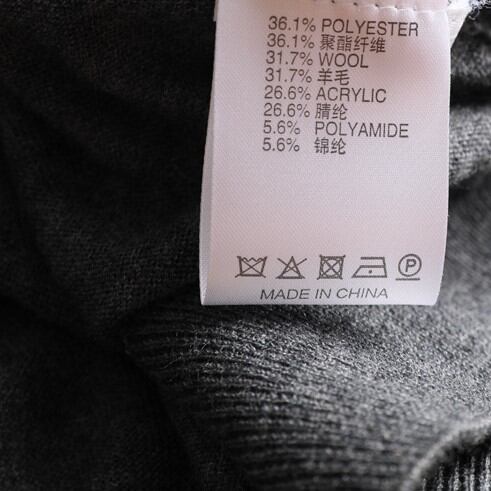 36.1% POLYESTER
36.1% 聚酯纤维
31.7% WOOL
31.7% 羊毛
26.6% ACRYLIC
26.6% 腈纶
5.6% POLYAMIDE
5.6% 锦纶
P
MADE IN CHINA